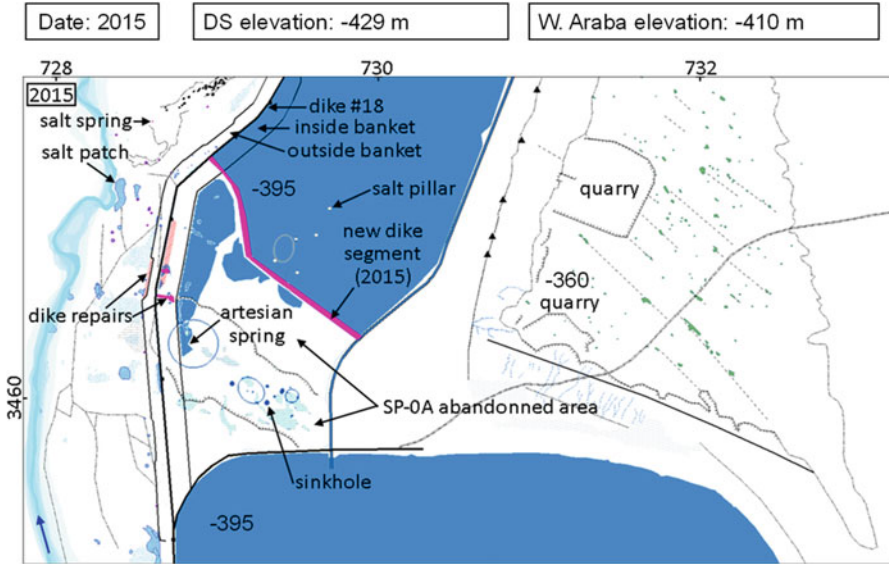 Date: 2015
DS elevation: -429 m
W. Araba elevation: -410 m
728
730
732
2015
salt spring
salt patch
dike #18
inside banket
outside banket
-395
salt pillar
quarry
new dike
segment
(2015)
-360
quarry
dike repairs
artesian
spring
3460
SP-0A abandonned area
sinkhole
-395